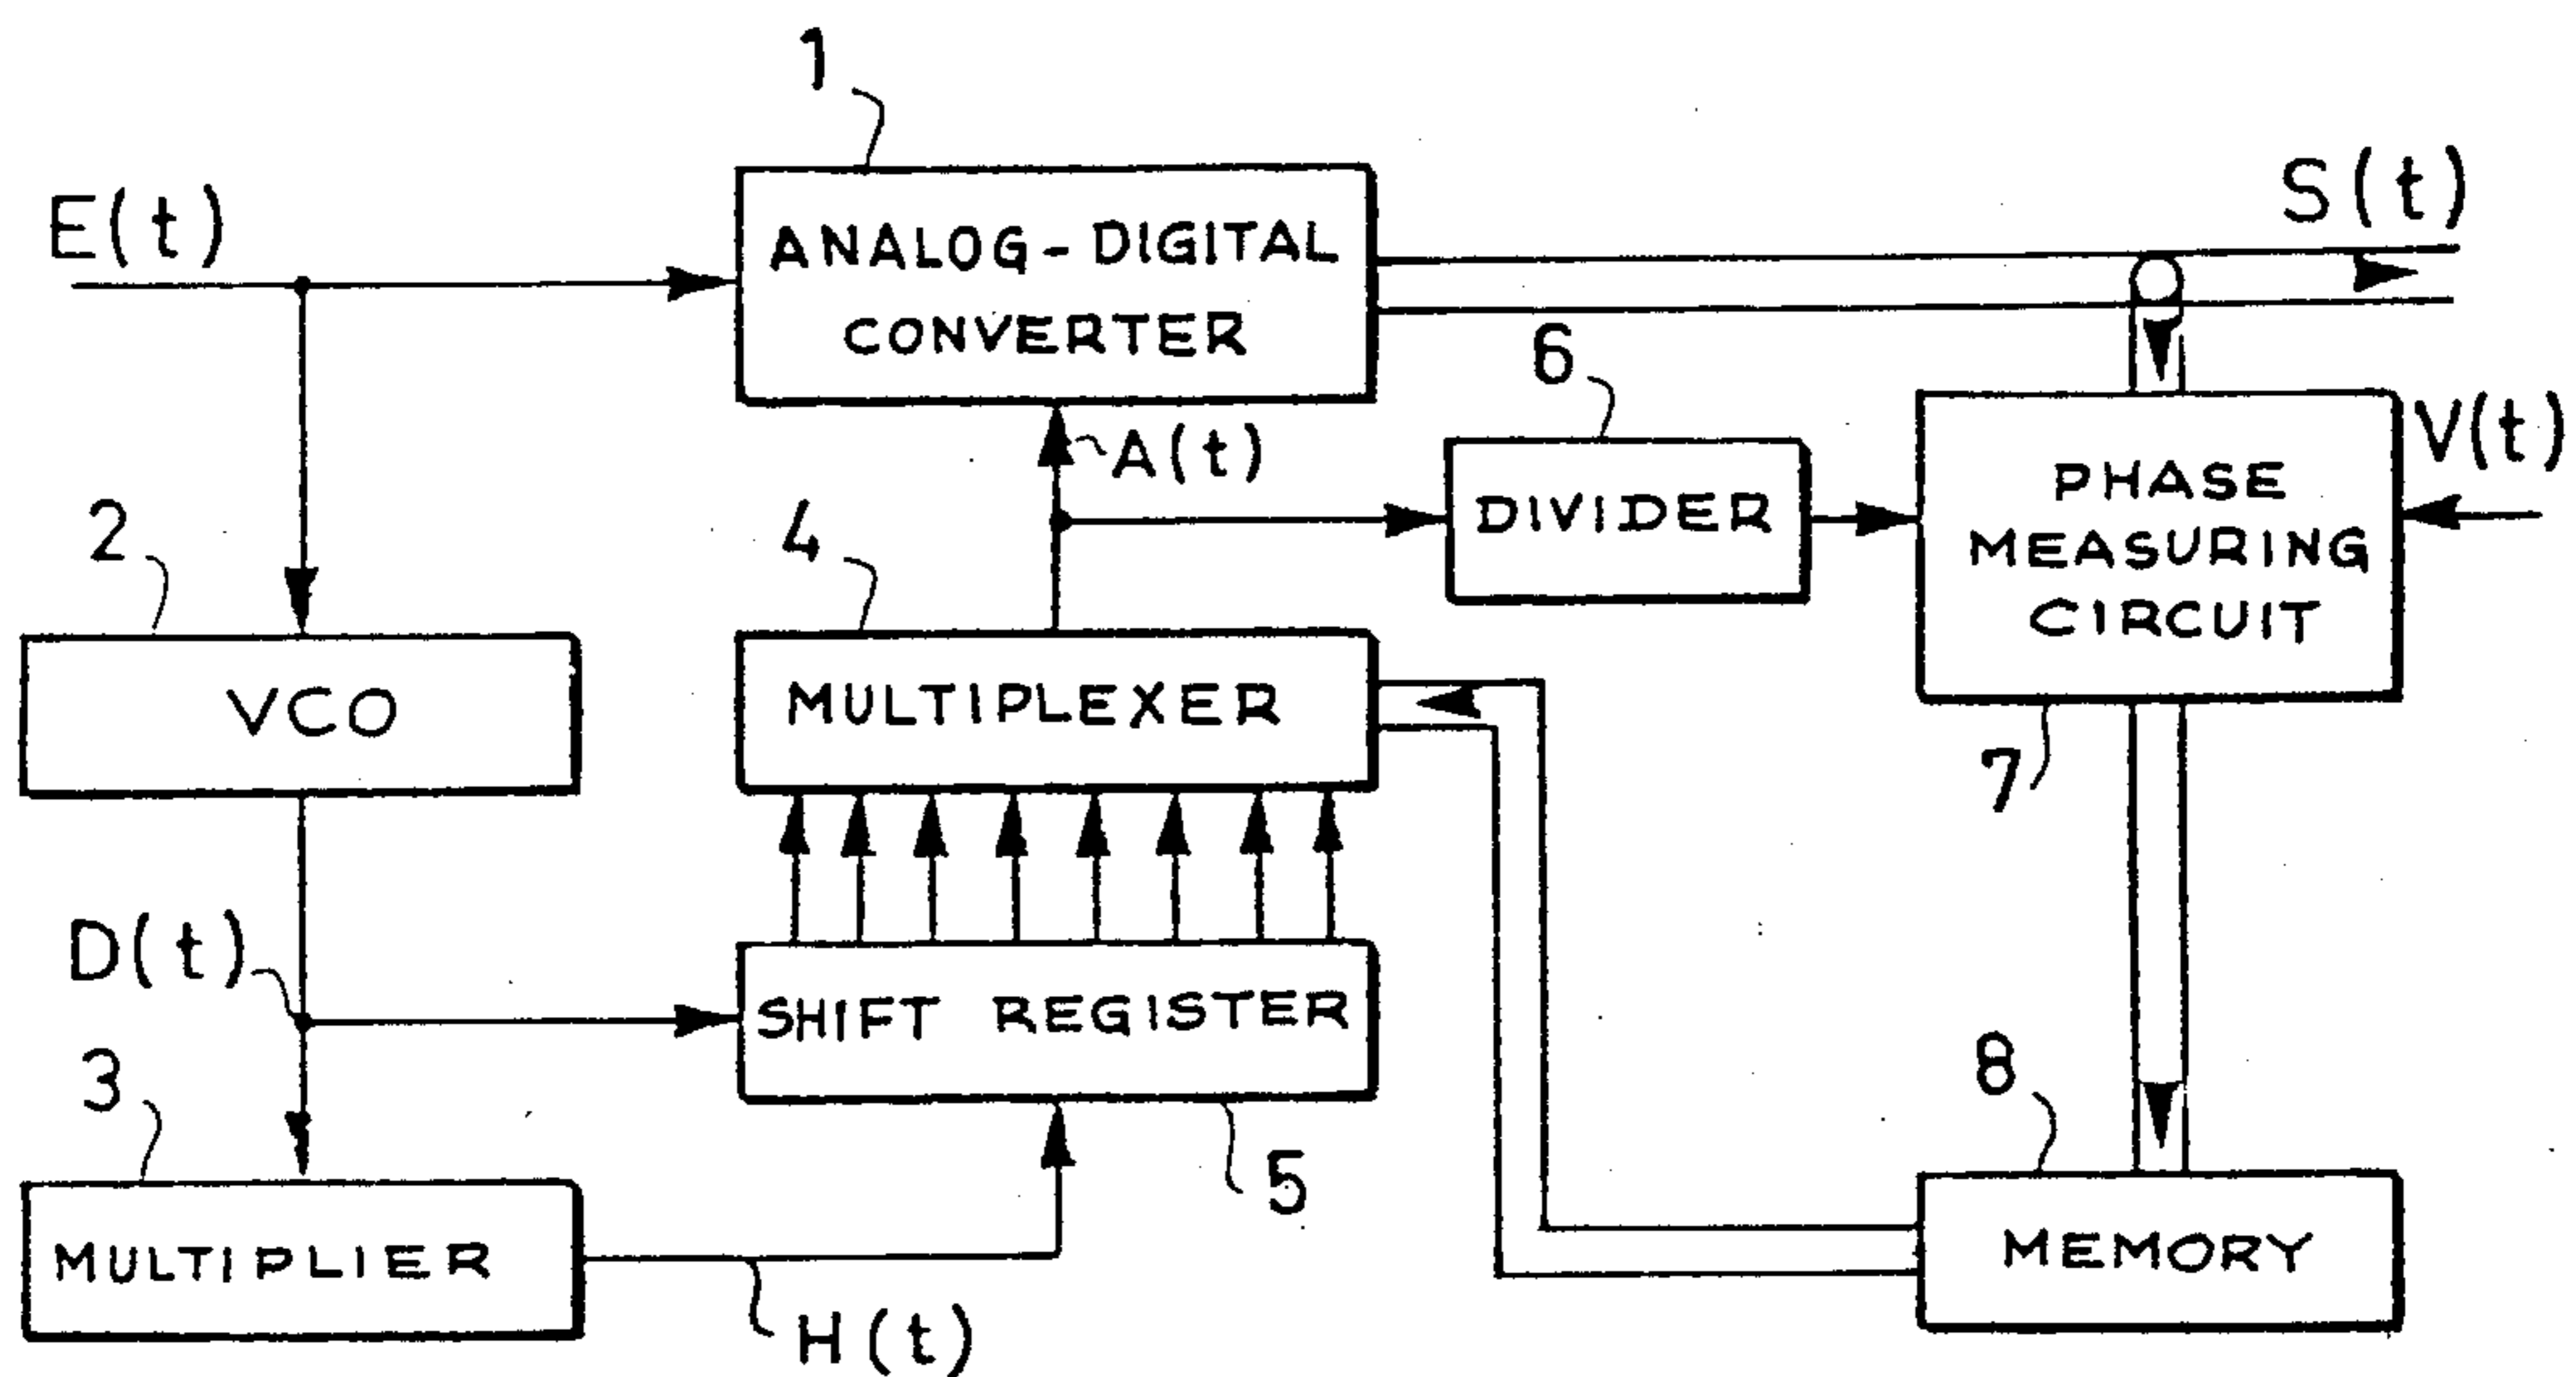 1
E(t)
ANALOG-DIGITAL
CONVERTER
S(t)
6
A(t)
DIVIDER
PHASE
MEASURING
CIRCUIT
V(t)
2
VCO
4
MULTIPLEXER
7
D(t)
SHIFT REGISTER
5
3
MULTIPLIER
H(t)
8
MEMORY